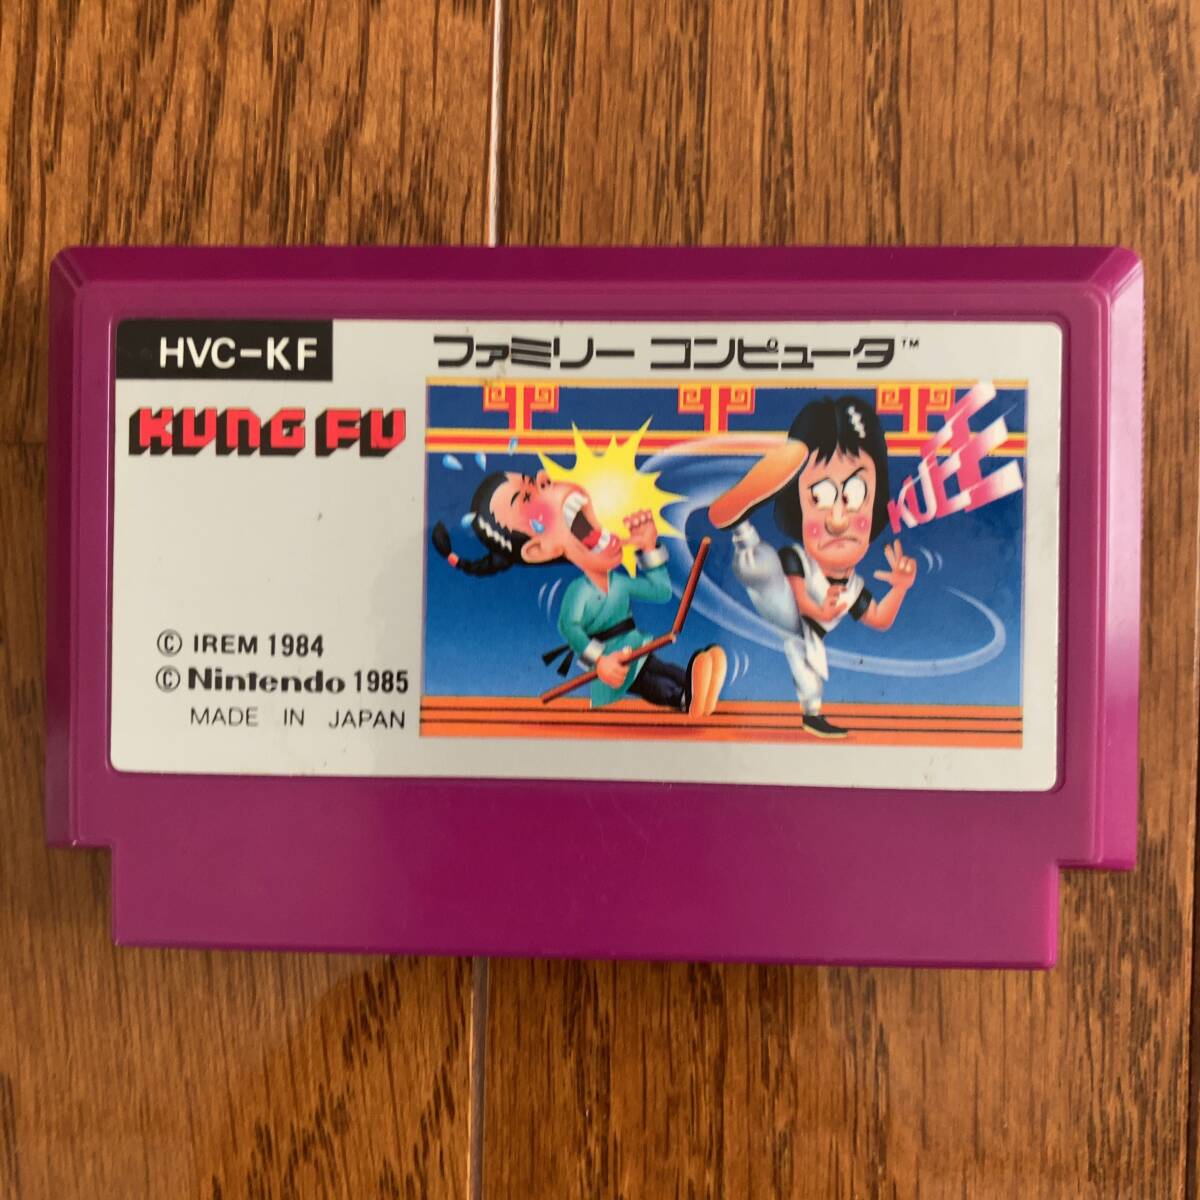 HVC-KF
ファミリー コンピュータ™
KUNG FU
KUEEE
© IREM 1984
© Nintendo 1985
MADE IN JAPAN